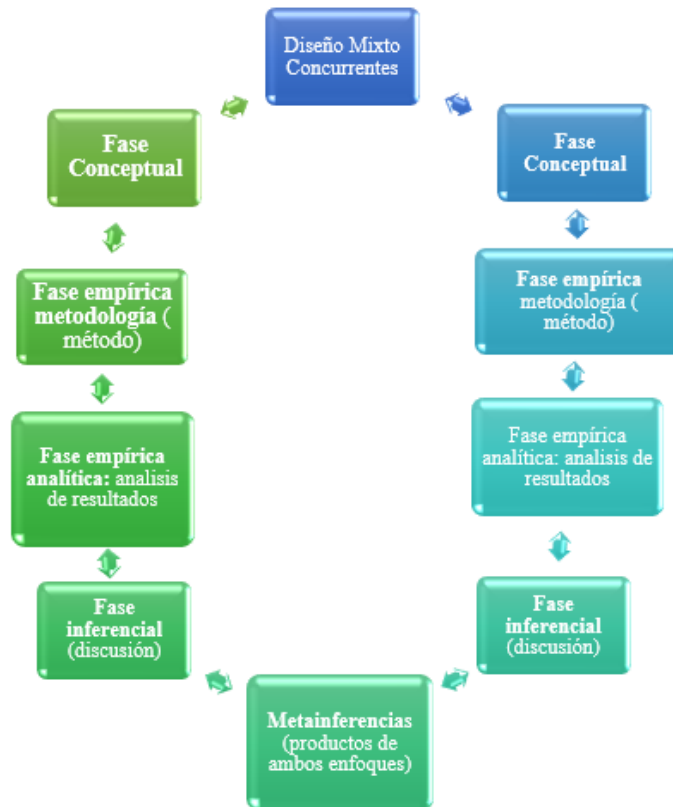 Diseño Mixto
Concurrentes
Fase
Conceptual
Fase
Conceptual
Fase empírica
metodología (
método)
Fase empírica
metodología (
método)
Fase empírica
analítica: analisis
de resultados
Fase empírica
analítica: analisis de
resultados
Fase
inferencial
(discusión)
Fase
inferencial
(discusión)
Metainferencias
(productos de
ambos enfoques)